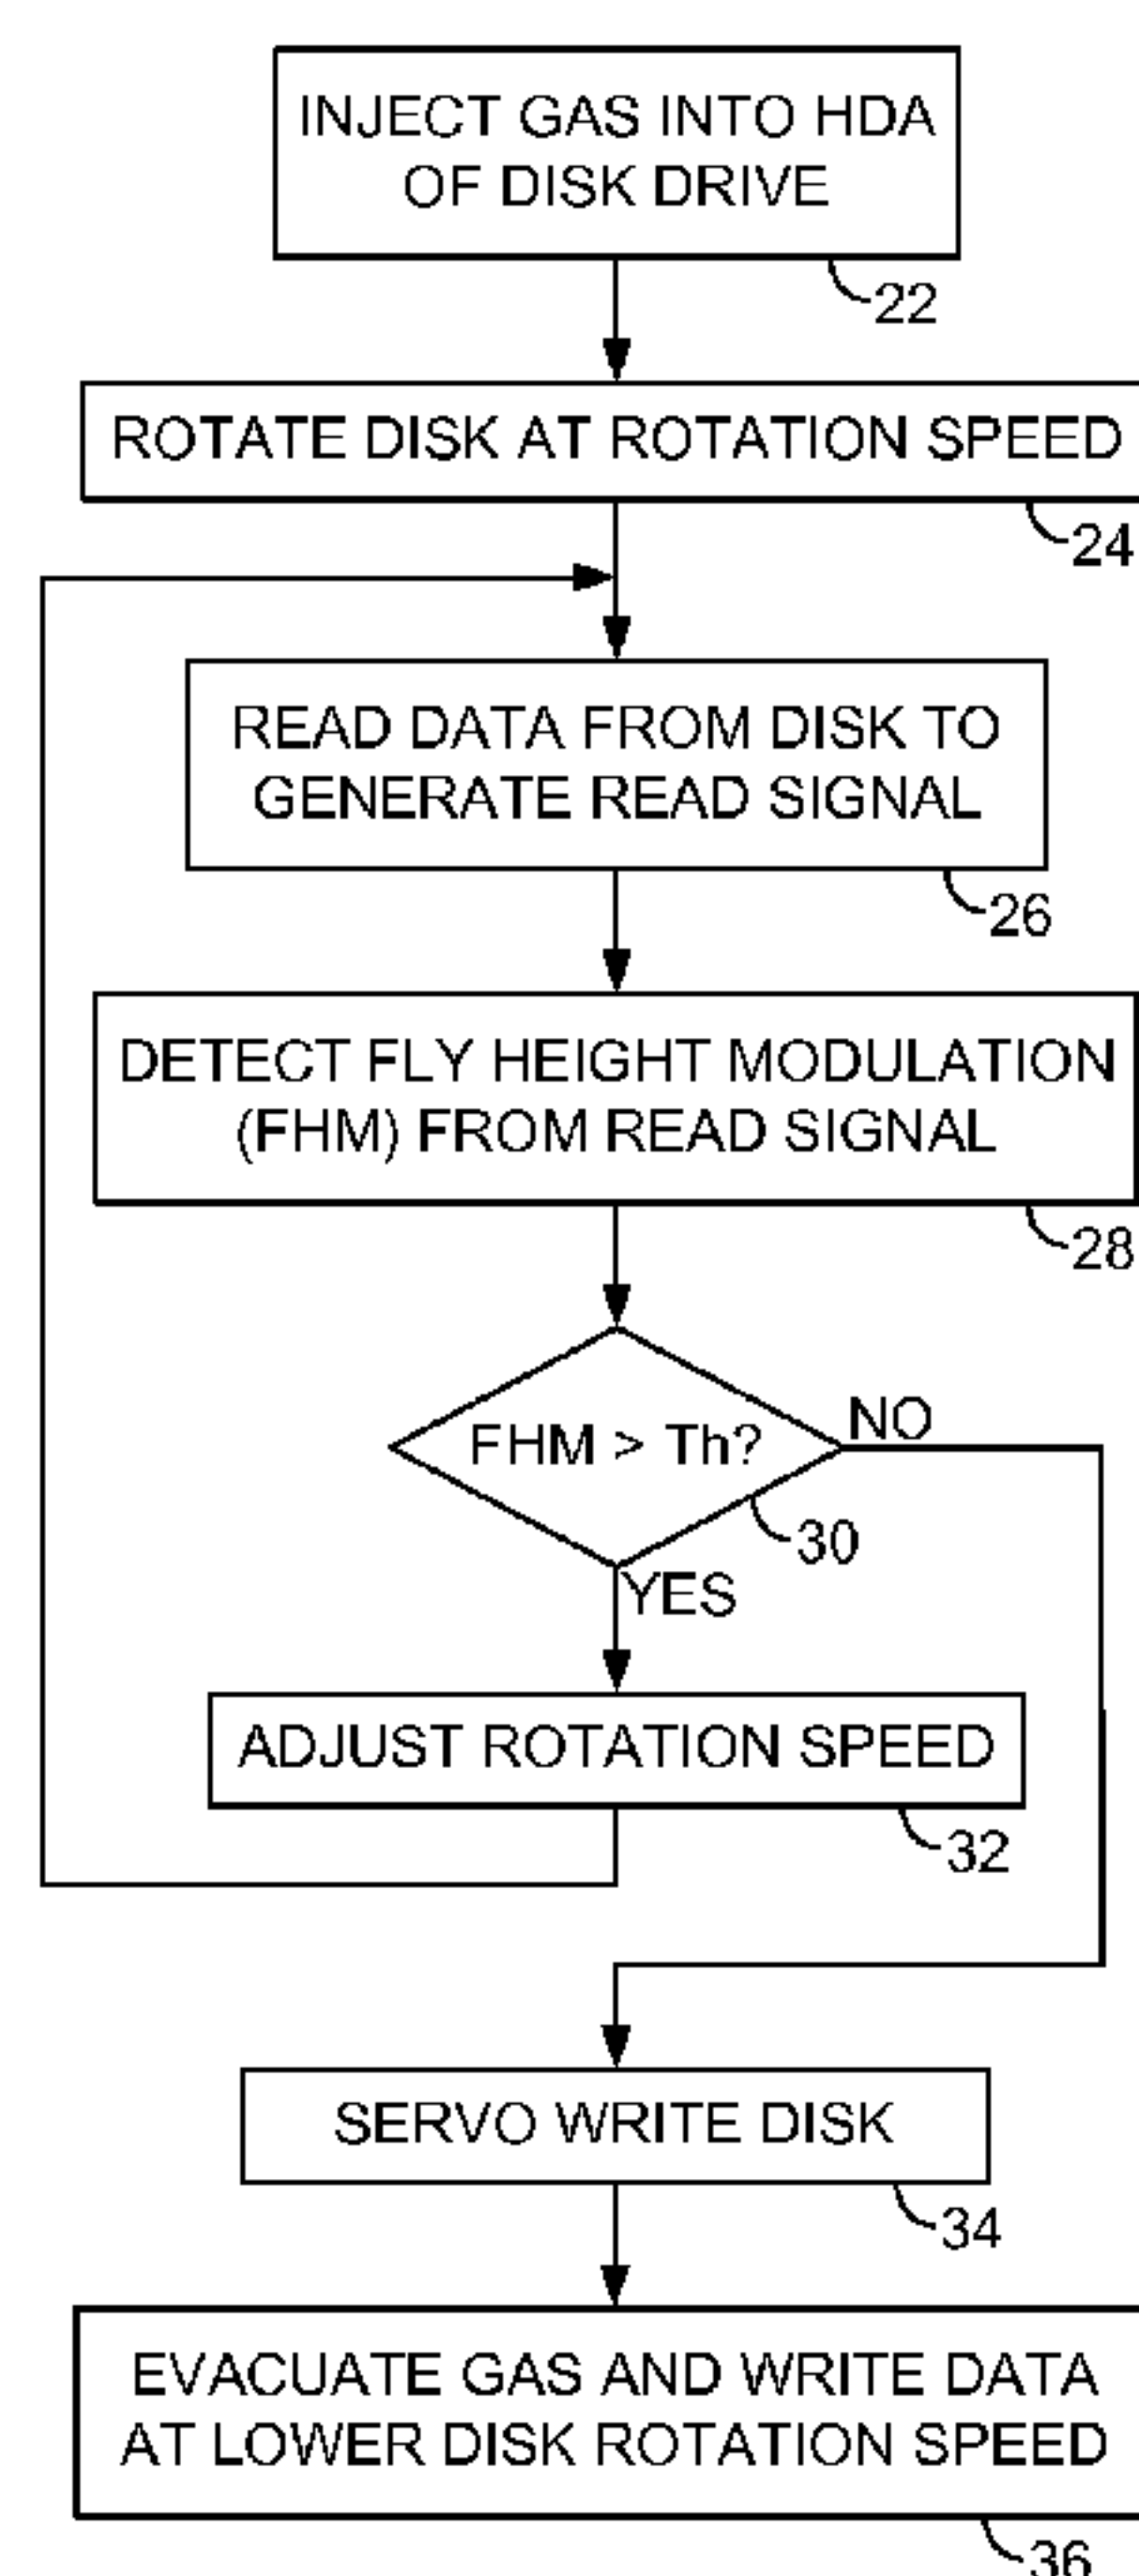 INJECT GAS INTO HDA
OF DISK DRIVE
22
ROTATE DISK AT ROTATION SPEED
24
READ DATA FROM DISK TO
GENERATE READ SIGNAL
26
DETECT FLY HEIGHT MODULATION
(FHM) FROM READ SIGNAL
28
FHM > Th?
NO
30
YES
ADJUST ROTATION SPEED
32
SERVO WRITE DISK
34
EVACUATE GAS AND WRITE DATA
AT LOWER DISK ROTATION SPEED
36